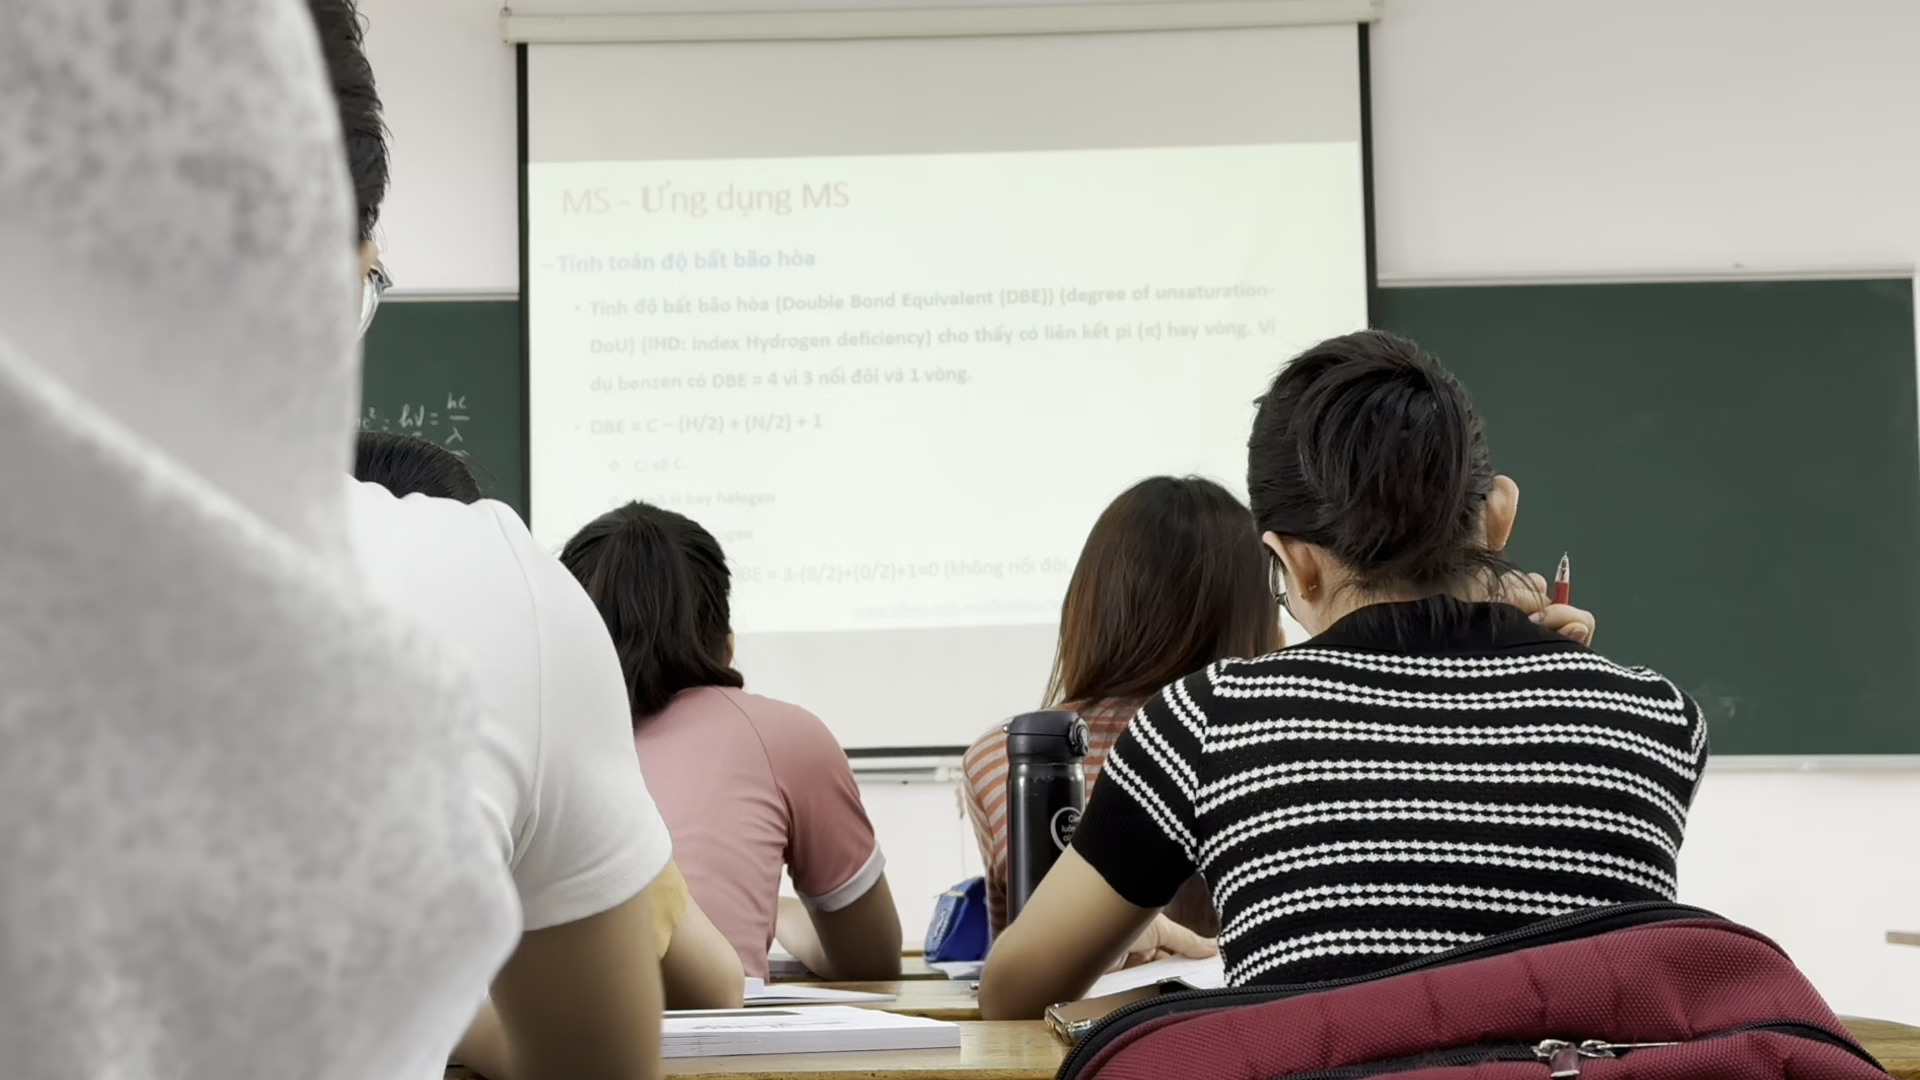 MS - Ứng dụng MS
– Tính toán độ bất bão hòa
• Tính độ bất bão hòa (Double Bond Equivalent (DBE)) (degree of unsaturation-
DoU) (IHD: index Hydrogen deficiency) cho thấy có liên kết pi (π) hay vòng. Ví
dụ benzen có DBE = 4 vì 3 nối đôi và 1 vòng.
• DBE = C – (H/2) + (N/2) + 1
❖ C: số C.
H hay halogen
DBE = 3-(8/2)+(0/2)+1=0 (không nối đôi,
hν = hc
λ